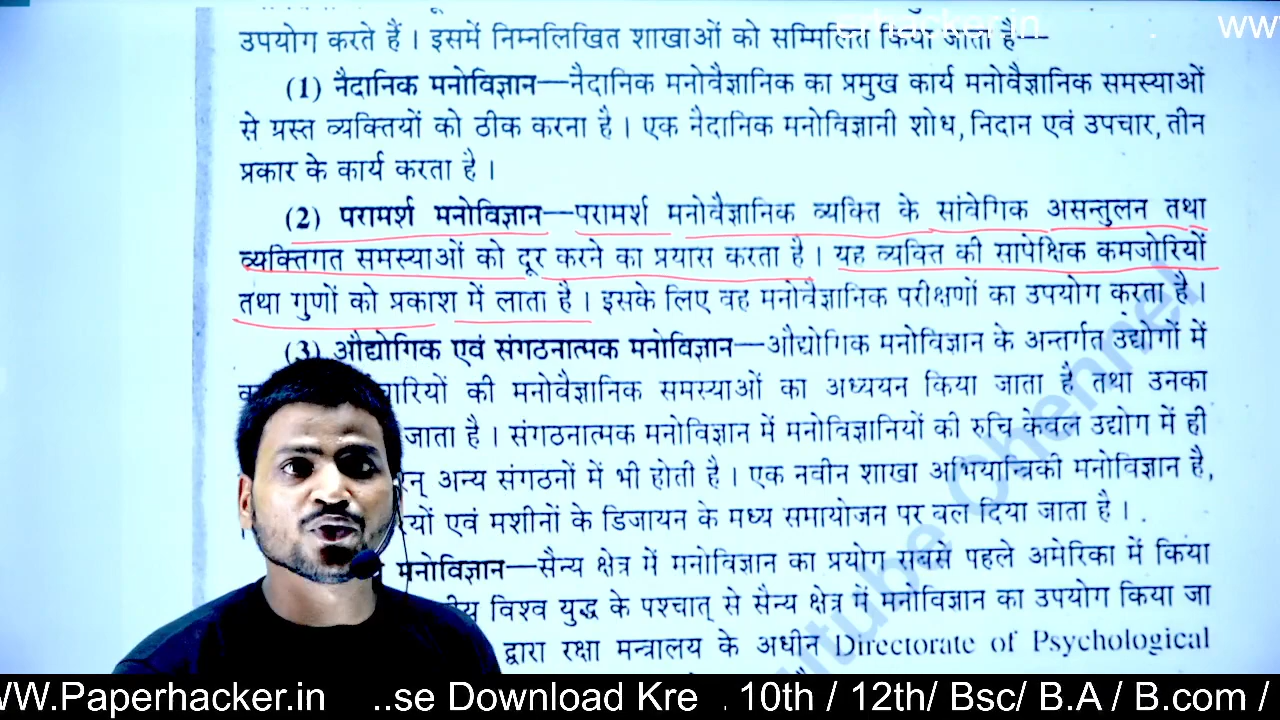 srhacker.in
ww
उपयोग करते हैं। इसमें निम्नलिखित शाखाओं को सम्मिलित किया जाता है—
(1) नैदानिक मनोविज्ञान—नैदानिक मनोवैज्ञानिक का प्रमुख कार्य मनोवैज्ञानिक समस्याओं
से ग्रस्त व्यक्तियों को ठीक करना है। एक नैदानिक मनोविज्ञानी शोध, निदान एवं उपचार, तीन
प्रकार के कार्य करता है।
(2) परामर्श मनोविज्ञान—परामर्श मनोवैज्ञानिक व्यक्ति के सांवेगिक असन्तुलन तथा
व्यक्तिगत समस्याओं को दूर करने का प्रयास करता है। यह व्यक्ति की सापेक्षिक कमजोरियों
तथा गुणों को प्रकाश में लाता है। इसके लिए वह मनोवैज्ञानिक परीक्षणों का उपयोग करता है।
(3) औद्योगिक एवं संगठनात्मक मनोविज्ञान—औद्योगिक मनोविज्ञान के अन्तर्गत उद्योगों में
की मनोवैज्ञानिक समस्याओं का अध्ययन किया जाता है तथा उनका
जाता है। संगठनात्मक मनोविज्ञान में मनोविज्ञानियों की रुचि केवल उद्योग में ही
अन्य संगठनों में भी होती है। एक नवीन शाखा अभियान्त्रिकी मनोविज्ञान है,
एवं मशीनों के डिजायन के मध्य समायोजन पर बल दिया जाता है।
मनोविज्ञान—सैन्य क्षेत्र में मनोविज्ञान का प्रयोग सबसे पहले अमेरिका में किया
विश्व युद्ध के पश्चात् से सैन्य क्षेत्र में मनोविज्ञान का उपयोग किया जा
द्वारा रक्षा मन्त्रालय के अधीन Directorate of Psychological
WW.Paperhacker.in ..se Download Kre . 10th / 12th/ Bsc/ B.A / B.com /